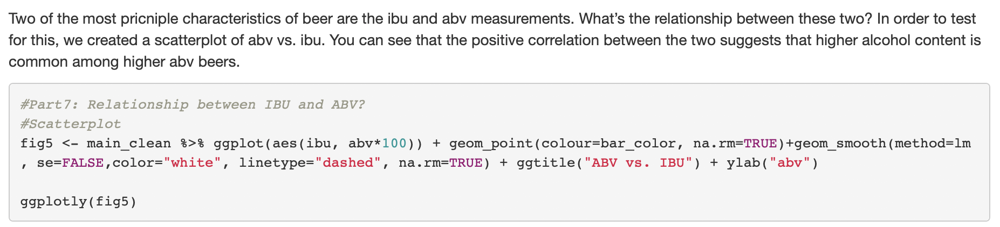 Two of the most pricniple characteristics of beer are the ibu and abv measurements. What’s the relationship between these two? In order to test
for this, we created a scatterplot of abv vs. ibu. You can see that the positive correlation between the two suggests that higher alcohol content is
common among higher abv beers.
#Part7: Relationship between IBU and ABV?
#Scatterplot
fig5 <- main_clean %>% ggplot(aes(ibu, abv*100)) + geom_point(colour=bar_color, na.rm=TRUE)+geom_smooth(method=lm
, se=FALSE,color="white", linetype="dashed", na.rm=TRUE) + ggtitle("ABV vs. IBU") + ylab("abv")
ggplotly(fig5)